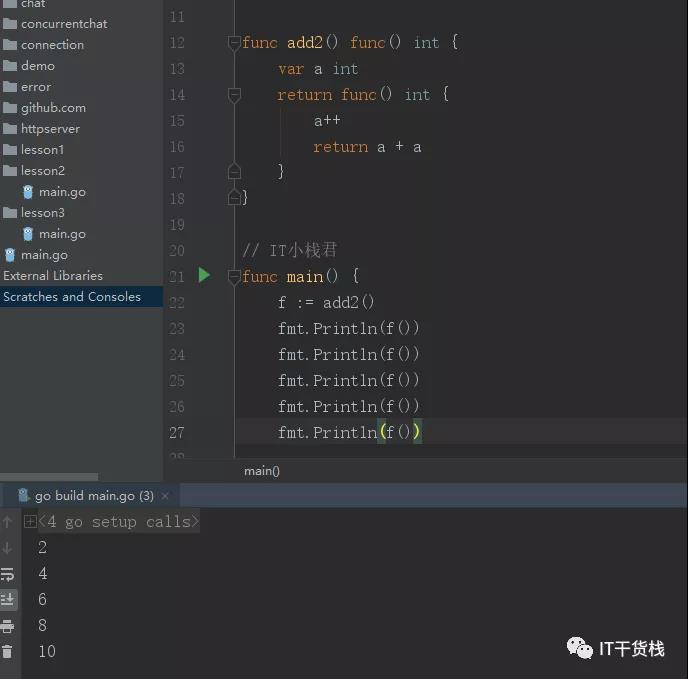 chat
concurrentchat
connection
demo
error
github.com
httpserver
lesson1
lesson2
main.go
lesson3
main.go
main.go
External Libraries
Scratches and Consoles
11
12 func add2() func() int {
13 var a int
14 return func() int {
15 a++
16 return a + a
17 }
18 }
19
20 // IT小栈君
21 func main() {
22 f := add2()
23 fmt.Println(f())
24 fmt.Println(f())
25 fmt.Println(f())
26 fmt.Println(f())
27 fmt.Println(f())
28
main()
go build main.go (3) ×
<4 go setup calls>
2
4
6
8
10
IT干货栈